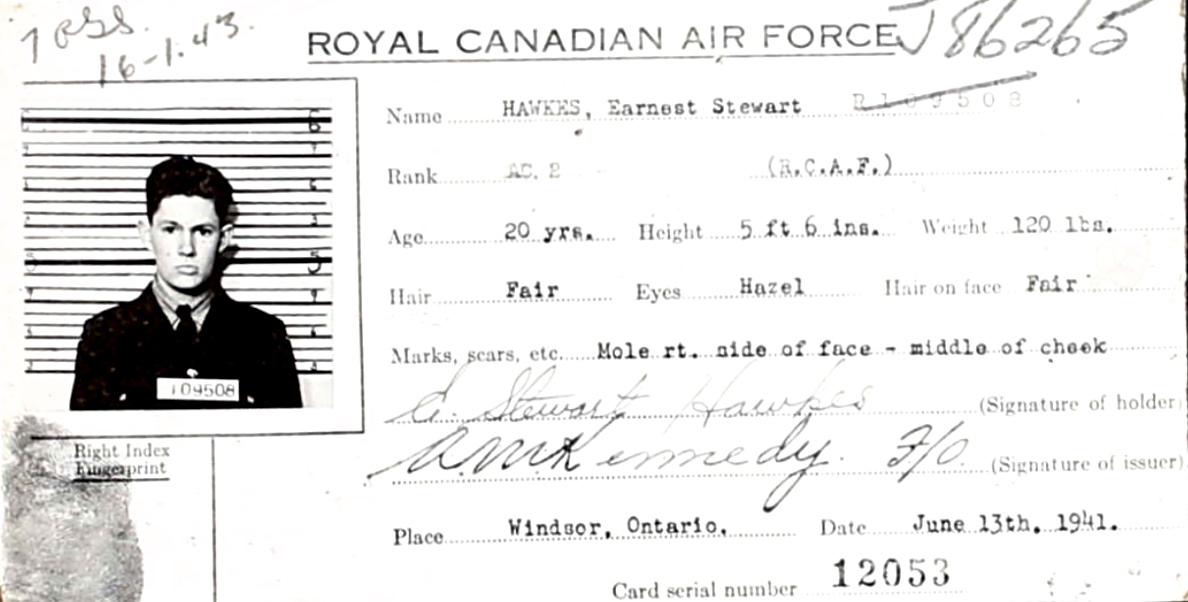 7 PSS.
16-1.43.
ROYAL CANADIAN AIR FORCE J86265
Name HAWKES, Earnest Stewart R109508
Rank AC.2 (R.C.A.F.)
Age 20 yrs. Height 5 ft 6 ins. Weight 120 lbs.
Hair Fair Eyes Hazel Hair on face Fair
Marks, scars, etc. Mole rt. side of face - middle of cheek
109508
E. Stewart Hawkes (Signature of holder)
A.M. Kennedy. F/O. (Signature of issuer)
Right Index
Fingerprint
Place Windsor, Ontario. Date June 13th. 1941.
Card serial number 12053